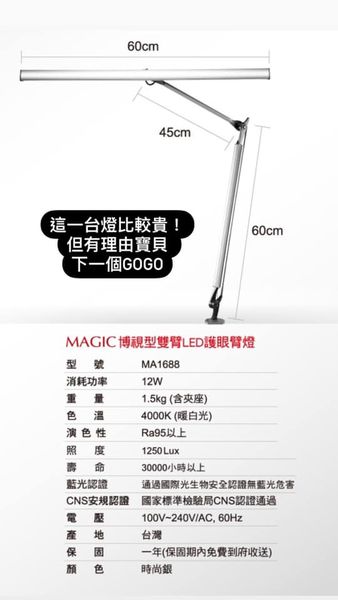 60cm
45cm
60cm
這一台燈比較貴！
但有理由寶貝
下一個GOGO
MAGIC 博視型雙臂LED護眼臂燈
型 號 MA1688
消耗功率 12W
重 量 1.5kg (含夾座)
色 溫 4000K (暖白光)
演 色 性 Ra95以上
照 度 1250Lux
壽 命 30000小時以上
藍光認證 通過國際光生物安全認證無藍光危害
CNS安規認證 國家標準檢驗局CNS認證通過
電 壓 100V~240V/AC, 60Hz
產 地 台灣
保 固 一年(保固期內免費到府收送)
顏 色 時尚銀